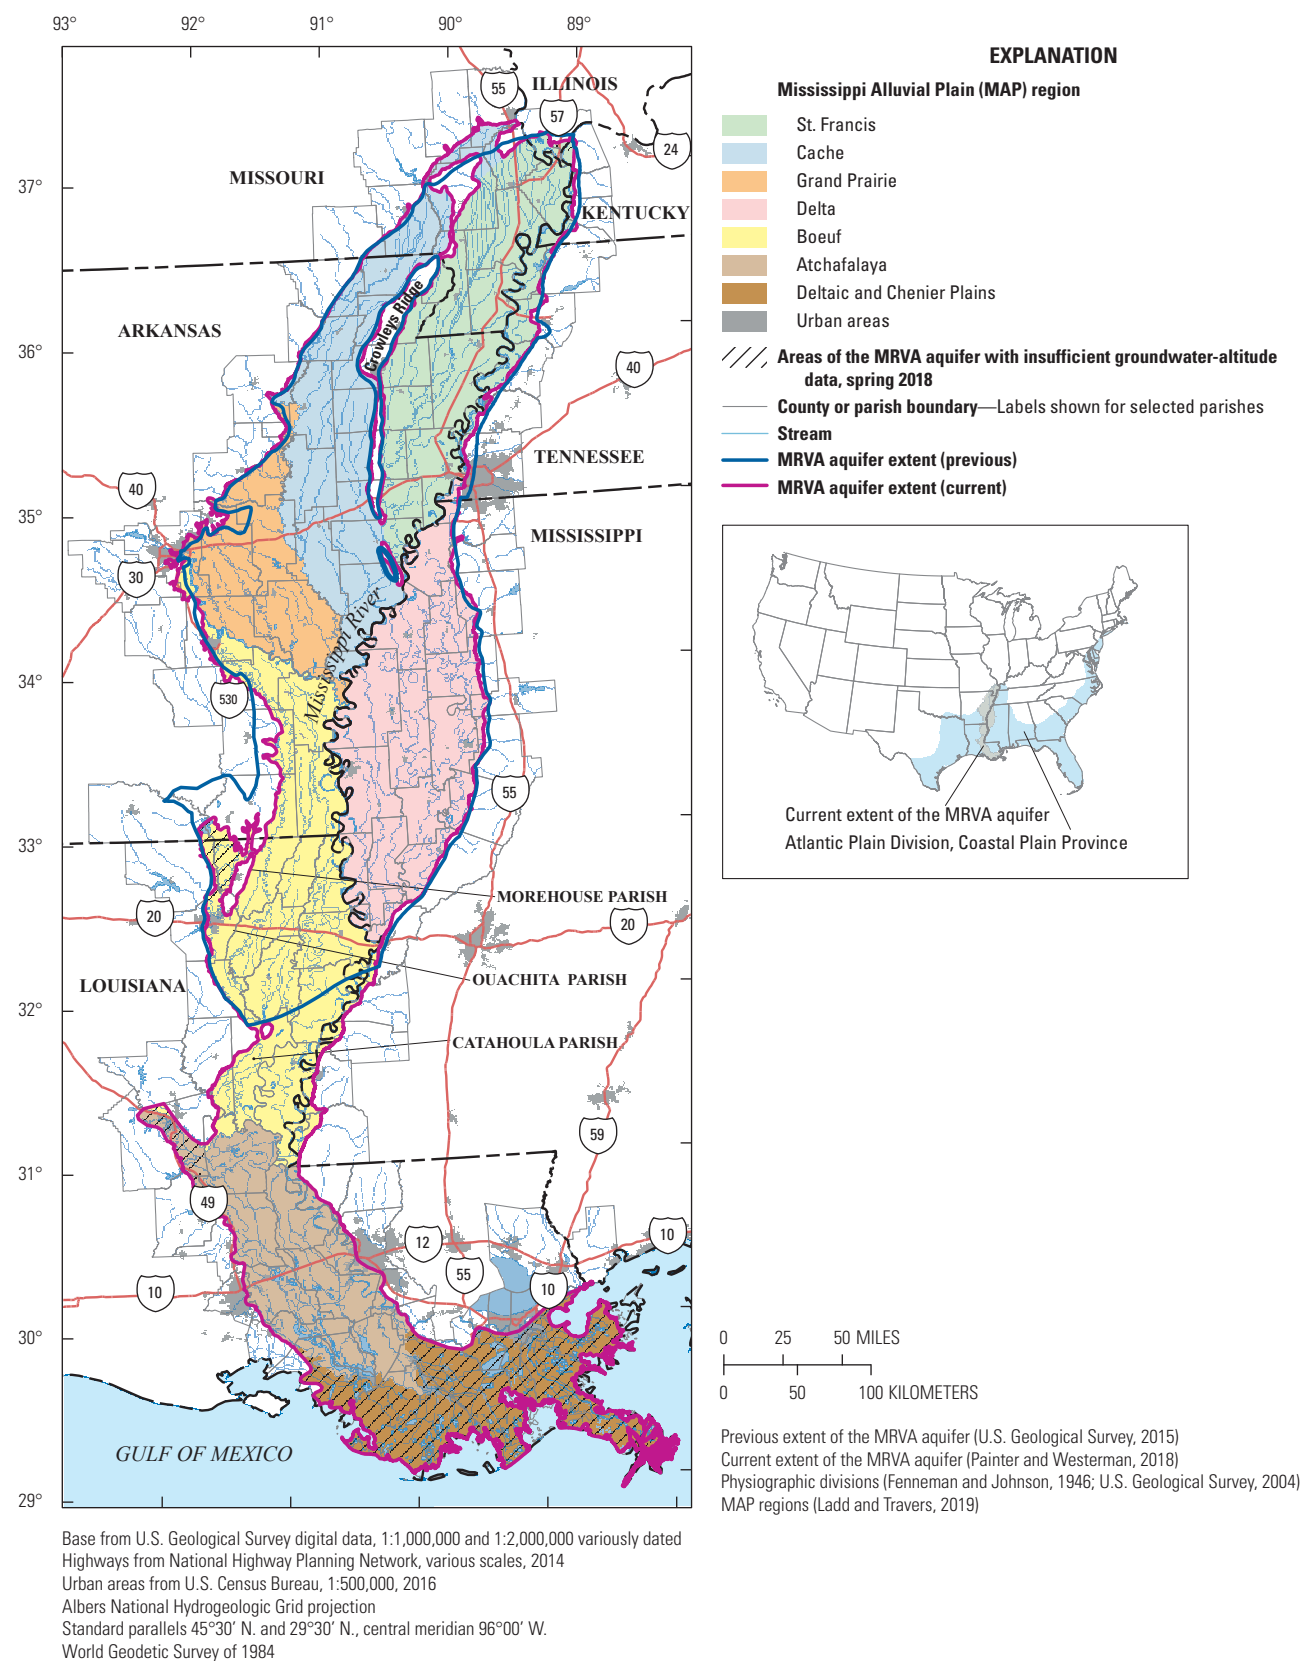 93°
92°
91°
90°
89°
37°
36°
35°
34°
33°
32°
31°
30°
29°
ILLINOIS
MISSOURI
KENTUCKY
ARKANSAS
TENNESSEE
MISSISSIPPI
LOUISIANA
Crowleys Ridge
Mississippi River
MOREHOUSE PARISH
OUACHITA PARISH
CATAHOULA PARISH
GULF OF MEXICO
55
57
24
40
40
30
530
55
20
20
59
49
12
55
10
10
10
EXPLANATION
Mississippi Alluvial Plain (MAP) region
St. Francis
Cache
Grand Prairie
Delta
Boeuf
Atchafalaya
Deltaic and Chenier Plains
Urban areas
Areas of the MRVA aquifer with insufficient groundwater-altitude
data, spring 2018
County or parish boundary—Labels shown for selected parishes
Stream
MRVA aquifer extent (previous)
MRVA aquifer extent (current)
Current extent of the MRVA aquifer
Atlantic Plain Division, Coastal Plain Province
0 25 50 MILES
0 50 100 KILOMETERS
Previous extent of the MRVA aquifer (U.S. Geological Survey, 2015)
Current extent of the MRVA aquifer (Painter and Westerman, 2018)
Physiographic divisions (Fenneman and Johnson, 1946; U.S. Geological Survey, 2004)
MAP regions (Ladd and Travers, 2019)
Base from U.S. Geological Survey digital data, 1:1,000,000 and 1:2,000,000 variously dated
Highways from National Highway Planning Network, various scales, 2014
Urban areas from U.S. Census Bureau, 1:500,000, 2016
Albers National Hydrogeologic Grid projection
Standard parallels 45°30′ N. and 29°30′ N., central meridian 96°00′ W.
World Geodetic Survey of 1984